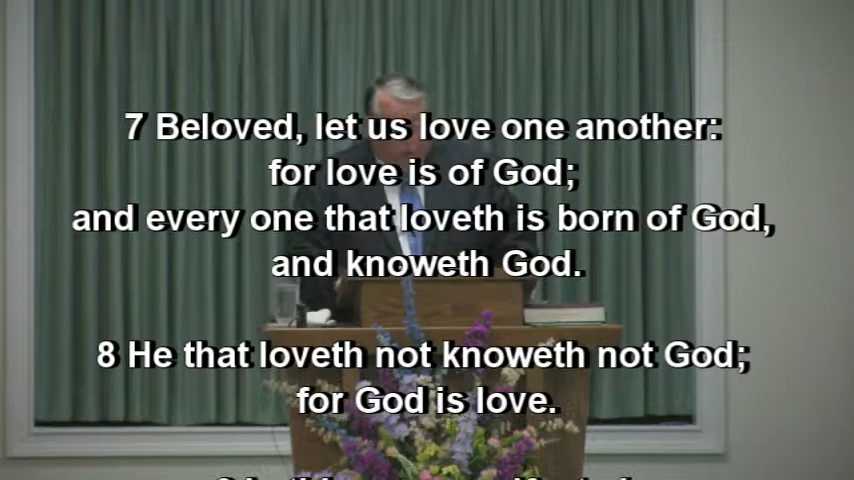 7 Beloved, let us love one another:
for love is of God;
and every one that loveth is born of God,
and knoweth God.
8 He that loveth not knoweth not God;
for God is love.